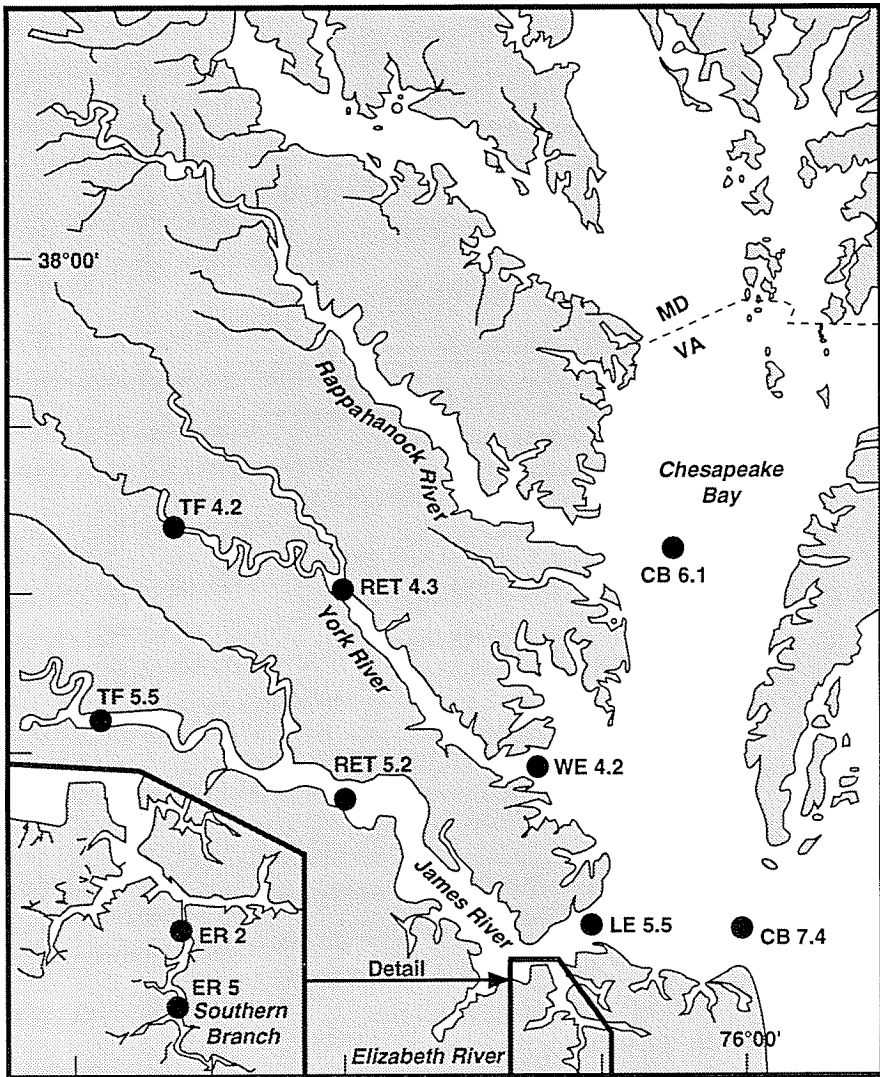 38°00'
MD
VA
Rappahanock River
Chesapeake
Bay
TF 4.2
CB 6.1
RET 4.3
York River
TF 5.5
RET 5.2
WE 4.2
James River
LE 5.5
CB 7.4
ER 2
Detail
ER 5
Southern
Branch
Elizabeth River
76°00'